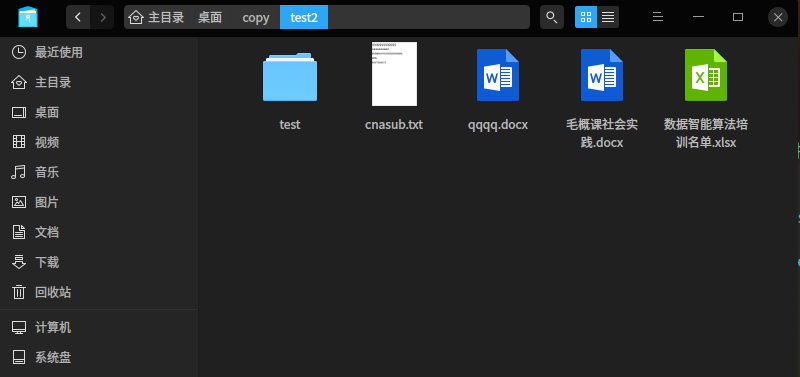 主目录 桌面 copy test2
最近使用
主目录
桌面
视频
音乐
图片
文档
下载
回收站
计算机
系统盘
test
cnasub.txt
qqqq.docx
毛概课社会实
践.docx
数据智能算法培
训名单.xlsx